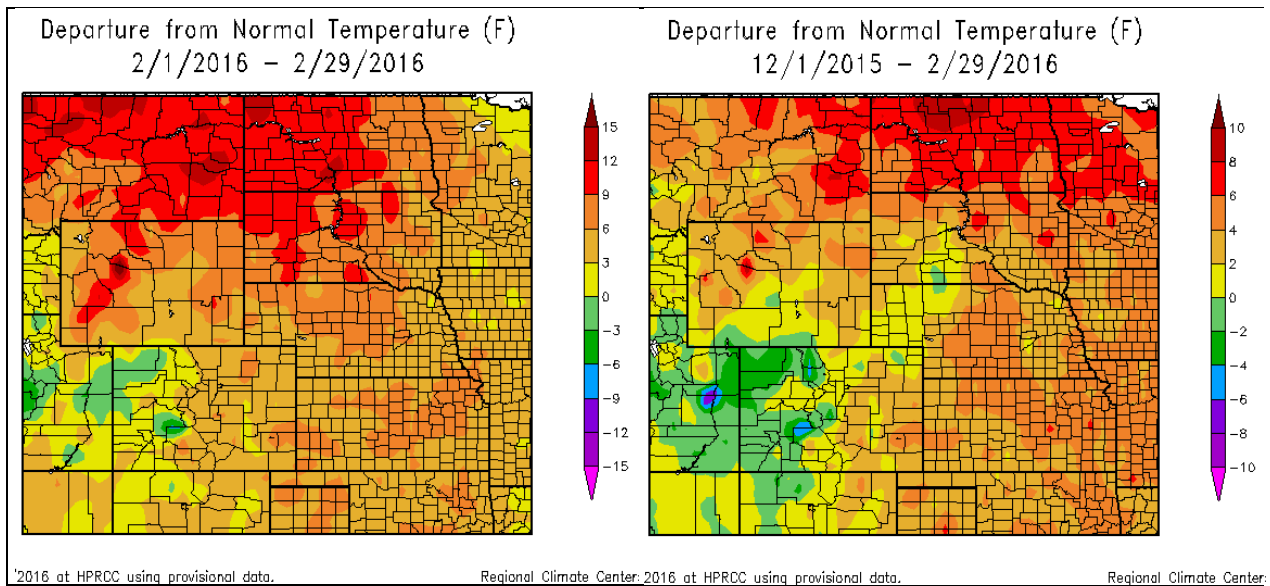 Departure from Normal Temperature (F)
2/1/2016 – 2/29/2016
15
12
9
6
3
0
-3
-6
-9
-12
-15
'2016 at HPRCC using provisional data.
Regional Climate Center:
Departure from Normal Temperature (F)
12/1/2015 – 2/29/2016
10
8
6
4
2
0
-2
-4
-6
-8
-10
2016 at HPRCC using provisional data.
Regional Climate Center: